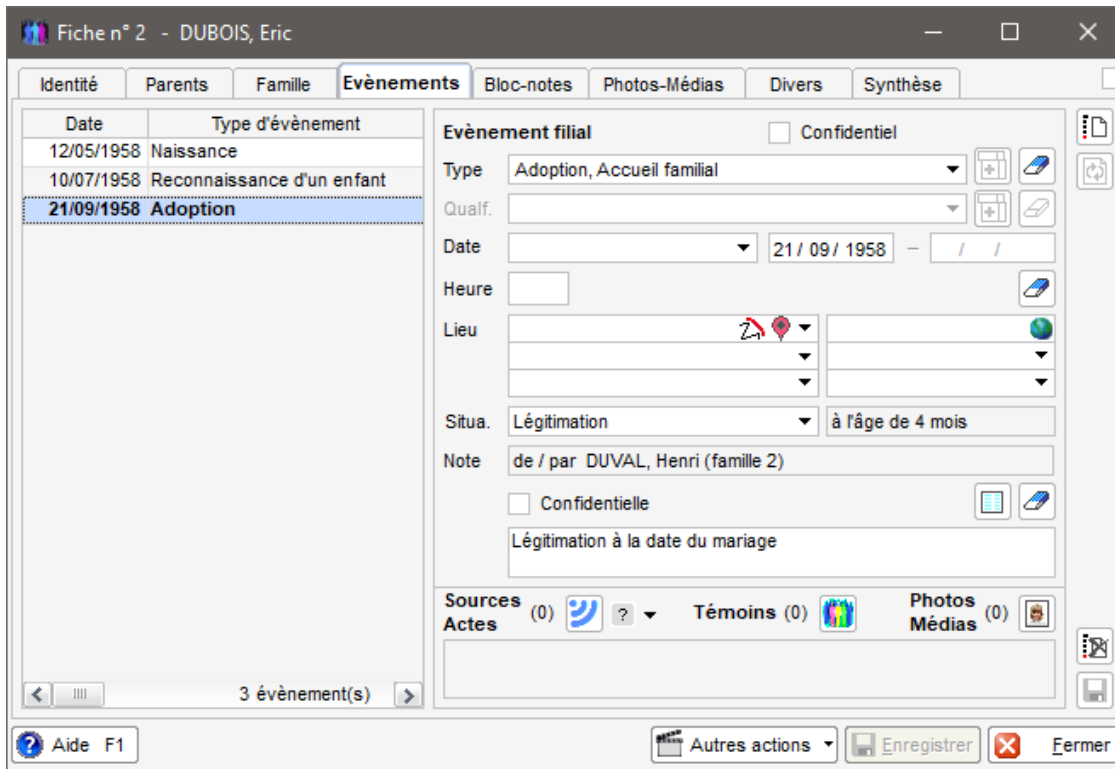 Fiche n° 2 - DUBOIS, Eric
Identité Parents Famille Evènements Bloc-notes Photos-Médias Divers Synthèse
Date Type d'évènement
12/05/1958 Naissance
10/07/1958 Reconnaissance d'un enfant
21/09/1958 Adoption
3 évènement(s)
Evènement filial Confidentiel
Type Adoption, Accueil familial
Qualf.
Date 21/ 09/ 1958 – / /
Heure
Lieu
Situa. Légitimation à l'âge de 4 mois
Note de / par DUVAL, Henri (famille 2)
Confidentielle
Légitimation à la date du mariage
Sources Actes (0) ? Témoins (0) Photos Médias (0)
? Aide F1 Autres actions Enregistrer Fermer